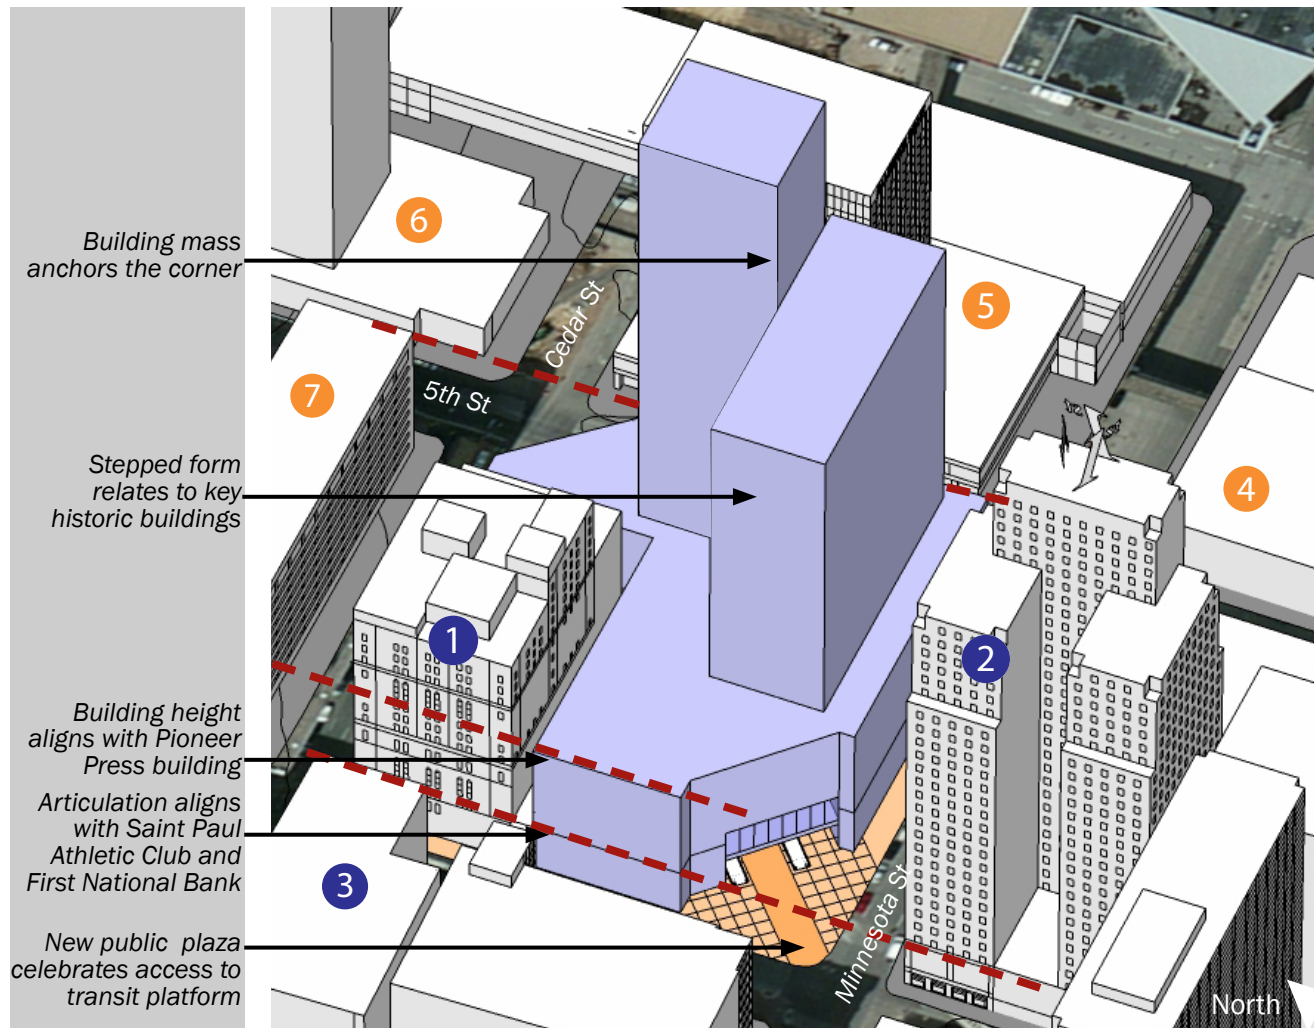 Building mass
anchors the corner
Stepped form
relates to key
historic buildings
Building height
aligns with Pioneer
Press building
Articulation aligns
with Saint Paul
Athletic Club and
First National Bank
New public plaza
celebrates access to
transit platform
6
Cedar St
5
7
5th St
4
1
2
3
Minnesota St
North